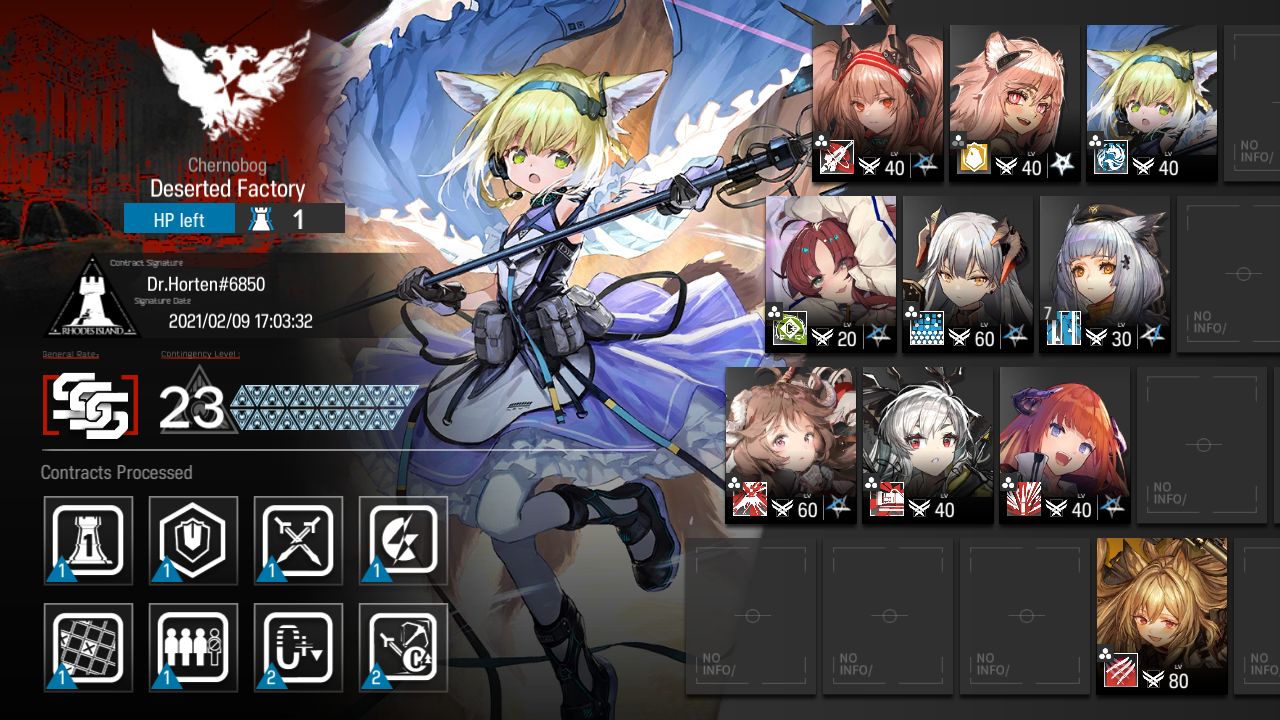 Chernobog
Deserted Factory
HP left 1
Contract Signature
Dr.Horten#6850
Signature Date
2021/02/09 17:03:32
RHODES ISLAND
General Rate:
Contingency Level:
SSS
23
Contracts Processed
1
1
1
1
1
1
1
2
2
LV
40
LV
40
LV
40
NO
INFO/
LV
20
LV
60
7
LV
30
NO
INFO/
LV
60
LV
40
LV
40
NO
INFO/
NO
INFO/
NO
INFO/
NO
INFO/
LV
80
NO
INFO/